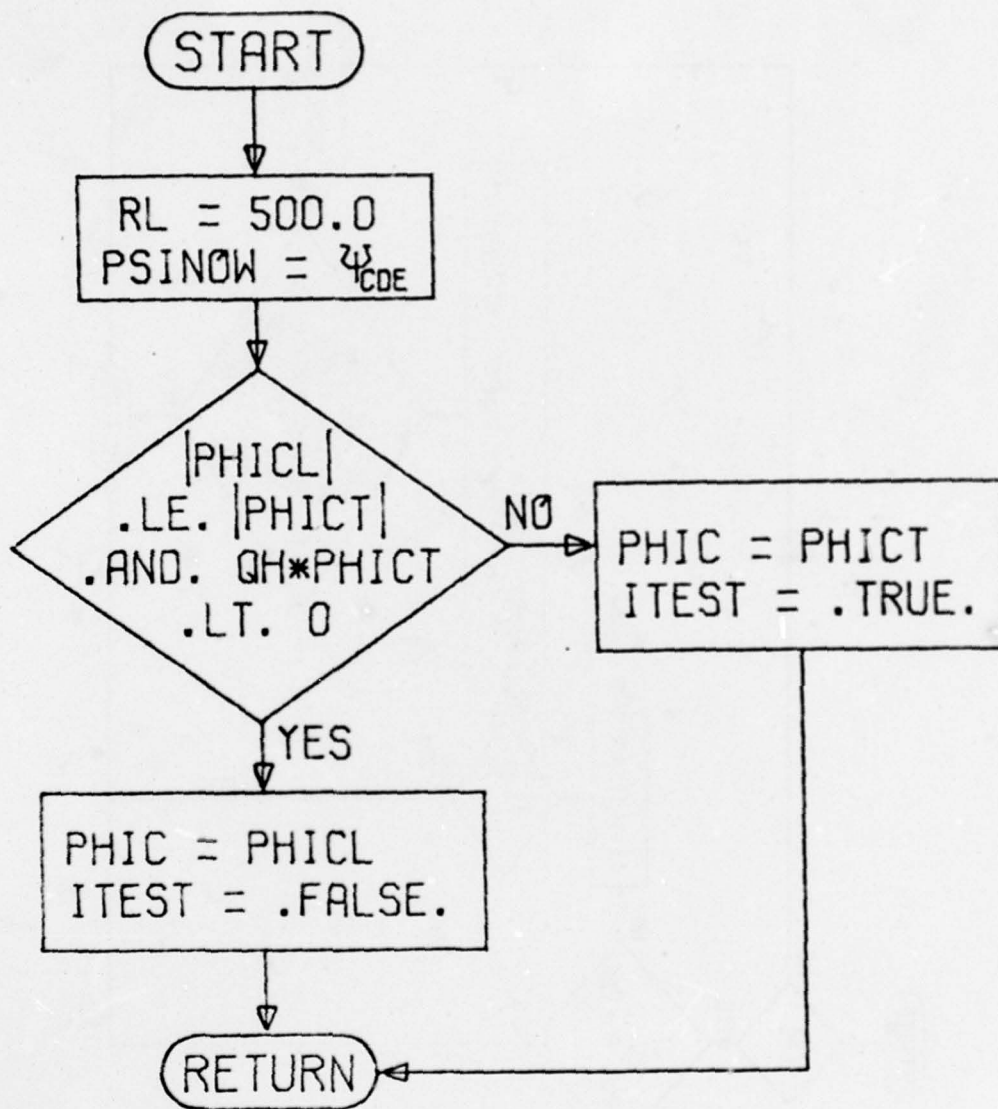 START
RL = 500.0
PSINOW = Ψ_CDE
|PHICL|
.LE. |PHICT|
.AND. QH*PHICT
.LT. 0
NO
PHIC = PHICT
ITEST = .TRUE.
YES
PHIC = PHICL
ITEST = .FALSE.
RETURN